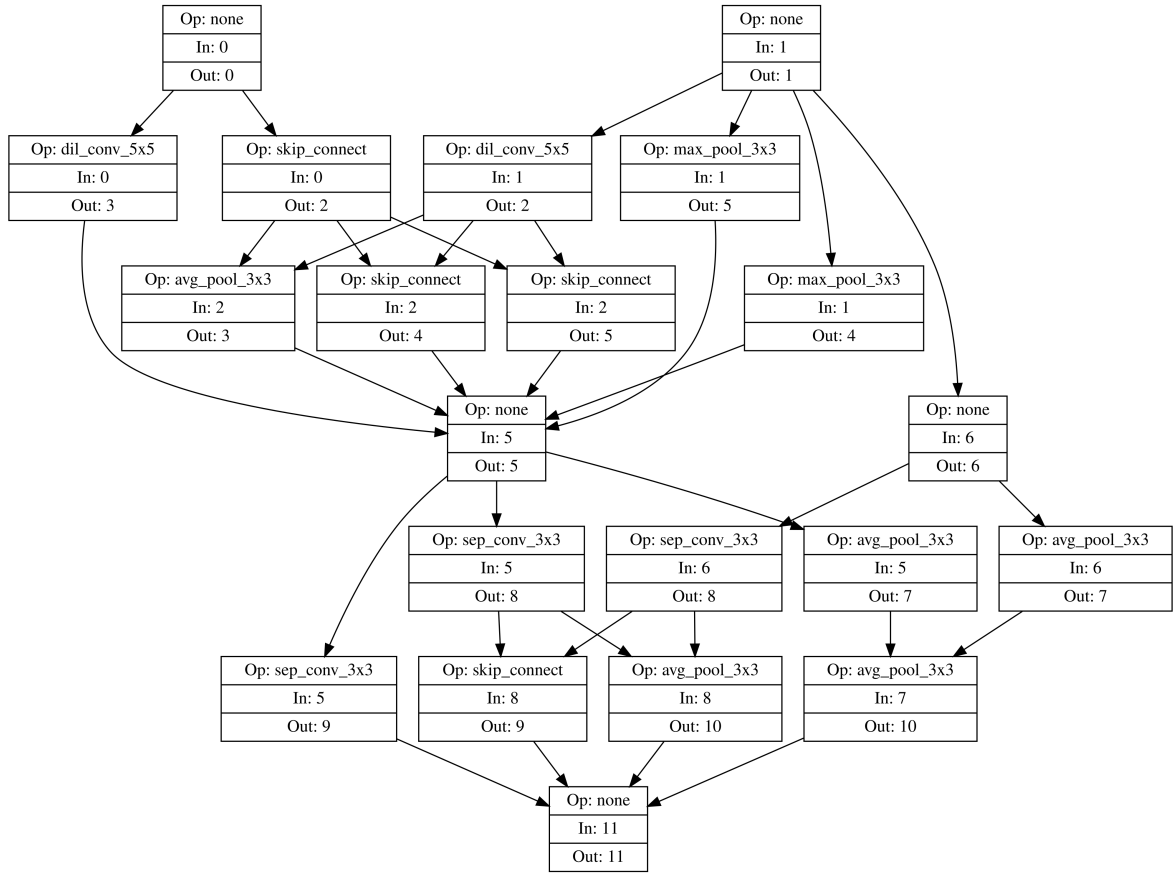 Op: none
In: 0
Out: 0
Op: none
In: 1
Out: 1
Op: dil_conv_5x5
In: 0
Out: 3
Op: skip_connect
In: 0
Out: 2
Op: dil_conv_5x5
In: 1
Out: 2
Op: max_pool_3x3
In: 1
Out: 5
Op: avg_pool_3x3
In: 2
Out: 3
Op: skip_connect
In: 2
Out: 4
Op: skip_connect
In: 2
Out: 5
Op: max_pool_3x3
In: 1
Out: 4
Op: none
In: 5
Out: 5
Op: none
In: 6
Out: 6
Op: sep_conv_3x3
In: 5
Out: 8
Op: sep_conv_3x3
In: 6
Out: 8
Op: avg_pool_3x3
In: 5
Out: 7
Op: avg_pool_3x3
In: 6
Out: 7
Op: sep_conv_3x3
In: 5
Out: 9
Op: skip_connect
In: 8
Out: 9
Op: avg_pool_3x3
In: 8
Out: 10
Op: avg_pool_3x3
In: 7
Out: 10
Op: none
In: 11
Out: 11